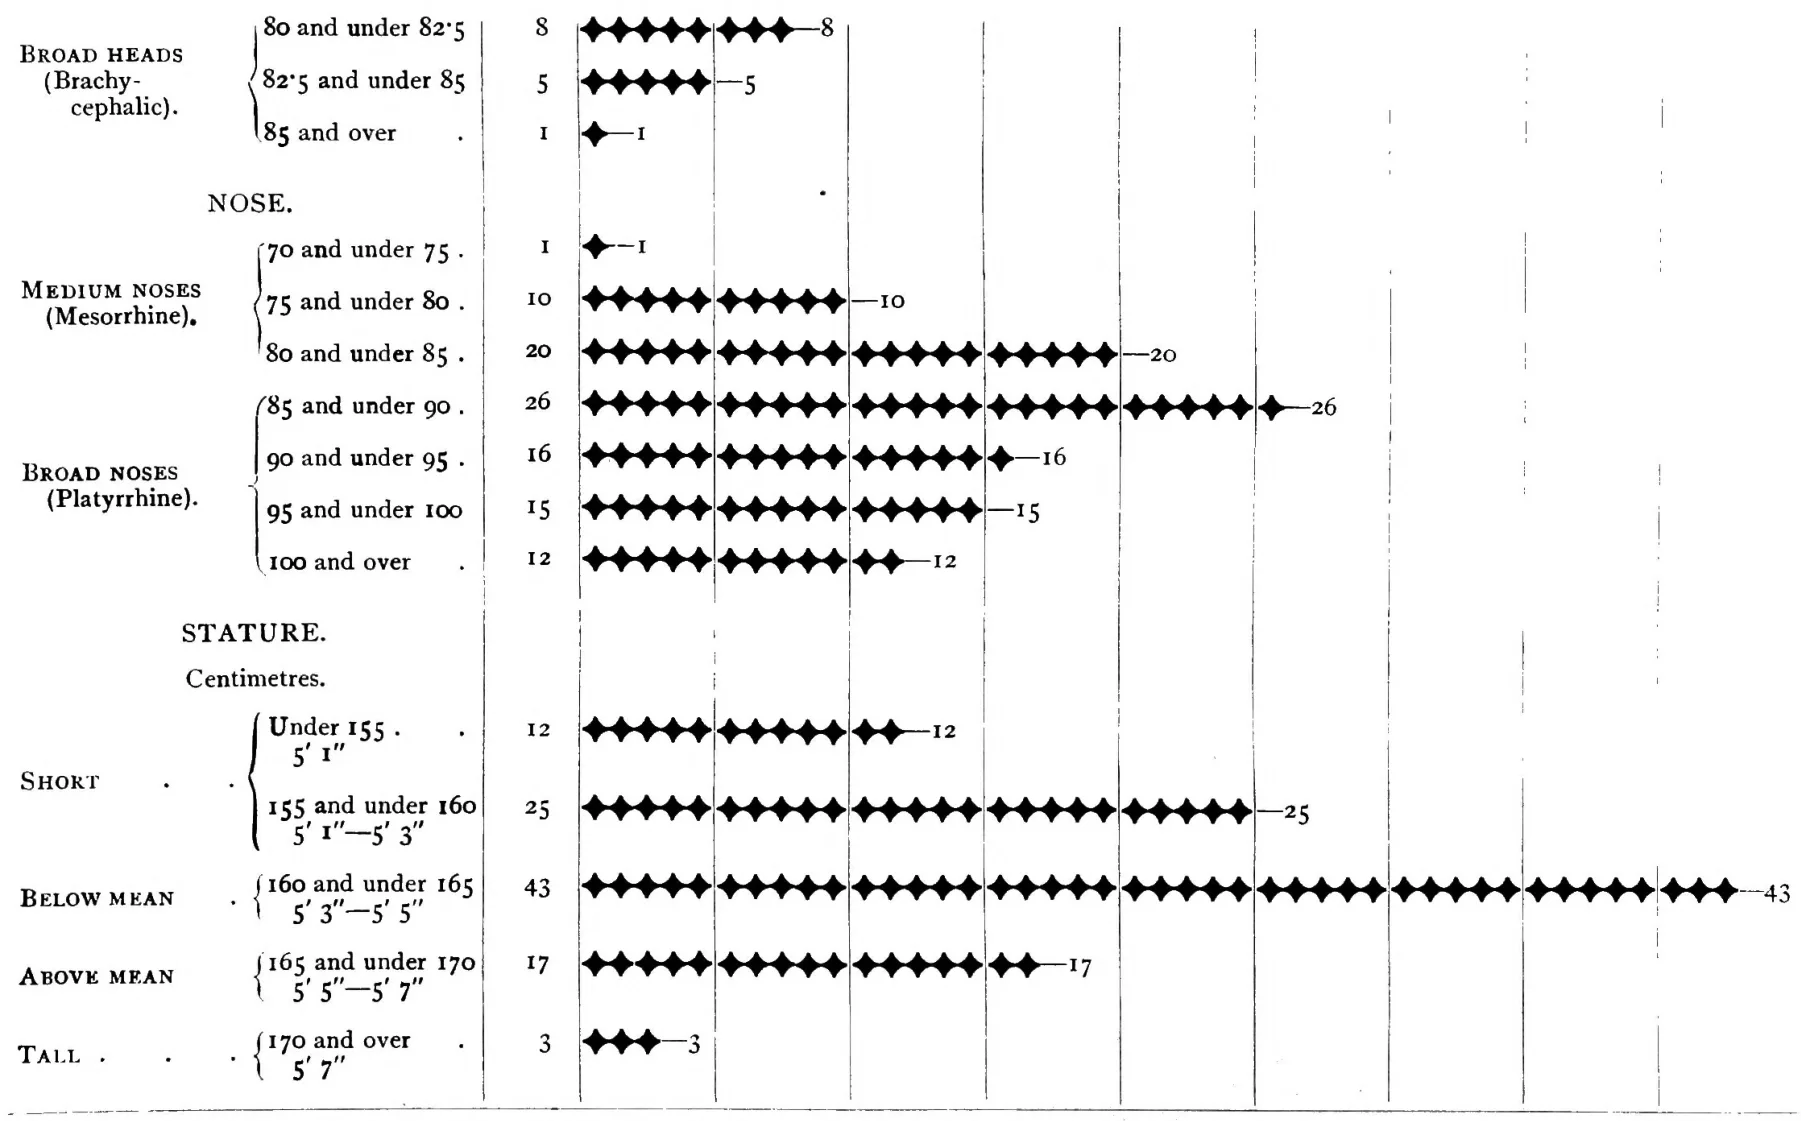 BROAD HEADS (Brachy-cephalic).
80 and under 82·5 8 8
82·5 and under 85 5 5
85 and over . 1 1
NOSE.
MEDIUM NOSES (Mesorrhine).
70 and under 75 . 1 1
75 and under 80 . 10 10
80 and under 85 . 20 20
BROAD NOSES (Platyrrhine).
85 and under 90 . 26 26
90 and under 95 . 16 16
95 and under 100 15 15
100 and over . 12 12
STATURE.
Centimetres.
SHORT . .
Under 155 . . 12 12
5′ 1″
155 and under 160 25 25
5′ 1″—5′ 3″
BELOW MEAN . 160 and under 165 43 43
5′ 3″—5′ 5″
ABOVE MEAN 165 and under 170 17 17
5′ 5″—5′ 7″
TALL . . . 170 and over . 3 3
5′ 7″